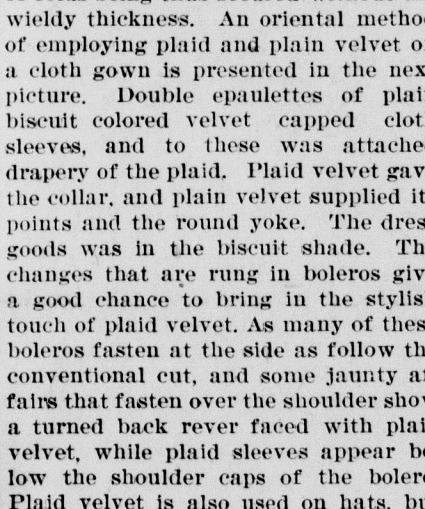 wieldy thickness. An oriental metho
of employing plaid and plain velvet o
a cloth gown is presented in the nex
picture. Double epaulettes of plai
biscuit colored velvet capped clot
sleeves, and to these was attache
drapery of the plaid. Plaid velvet gav
the collar, and plain velvet supplied it
points and the round yoke. The dres
goods was in the biscuit shade. Th
changes that are rung in boleros giv
a good chance to bring in the stylis
touch of plaid velvet. As many of thes
boleros fasten at the side as follow th
conventional cut, and some jaunty af
fairs that fasten over the shoulder shov
a turned back rever faced with plai
velvet, while plaid sleeves appear be
low the shoulder caps of the boler
Plaid velvet is also used on hats, bu